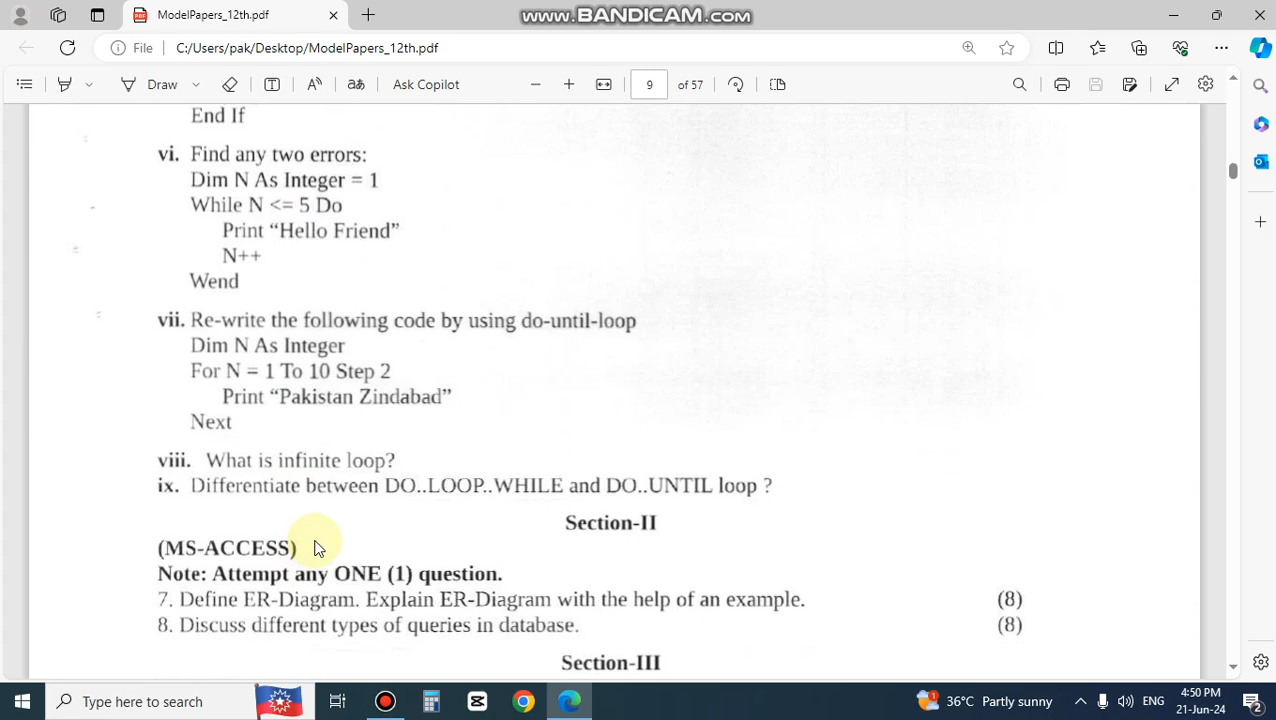 www.BANDICAM.com
ModelPapers_12th.pdf
File C:/Users/pak/Desktop/ModelPapers_12th.pdf
Draw aあ Ask Copilot 9 of 57
End If
vi. Find any two errors:
Dim N As Integer = 1
While N <= 5 Do
Print “Hello Friend”
N++
Wend
vii. Re-write the following code by using do-until-loop
Dim N As Integer
For N = 1 To 10 Step 2
Print “Pakistan Zindabad”
Next
viii. What is infinite loop?
ix. Differentiate between DO..LOOP..WHILE and DO..UNTIL loop ?
Section-II
(MS-ACCESS)
Note: Attempt any ONE (1) question.
7. Define ER-Diagram. Explain ER-Diagram with the help of an example. (8)
8. Discuss different types of queries in database. (8)
Section-III
Type here to search 36°C Partly sunny ENG 4:50 PM
21-Jun-24 2